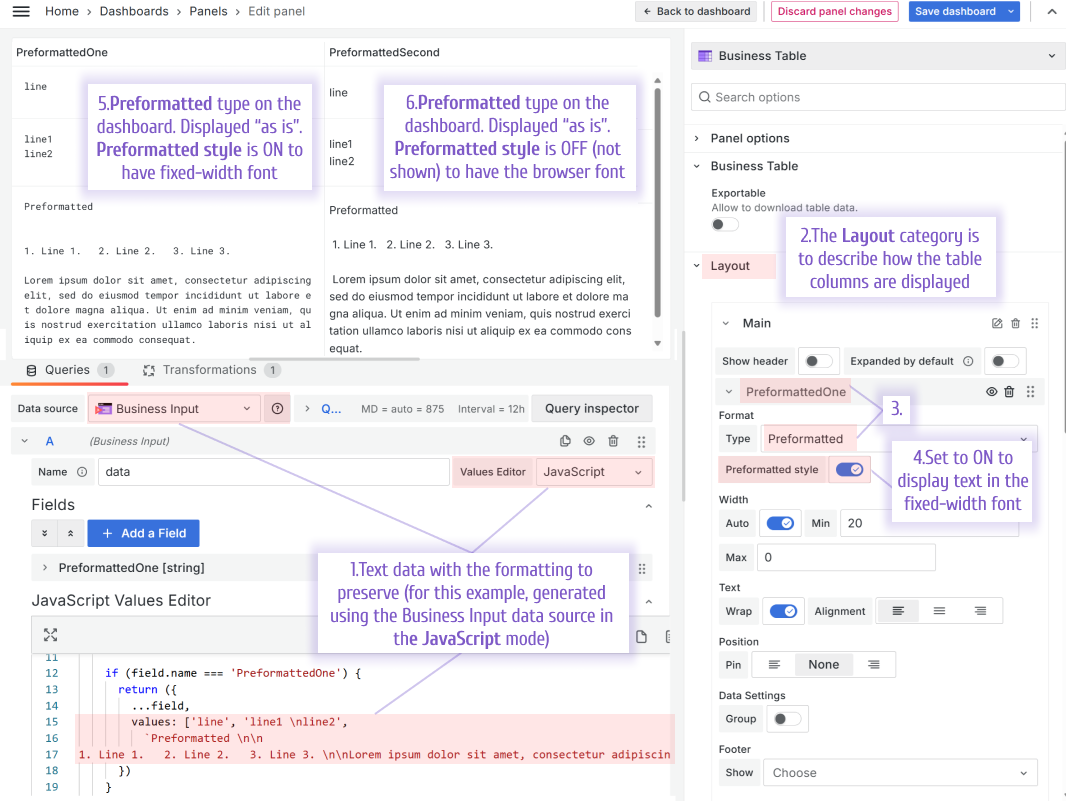 Home > Dashboards > Panels > Edit panel
Back to dashboard
Discard panel changes
Save dashboard
PreformattedOne
PreformattedSecond
line
line
line1
line2
line1
line2
Preformatted
1. Line 1.   2. Line 2.   3. Line 3.
Lorem ipsum dolor sit amet, consectetur adipiscing
elit, sed do eiusmod tempor incididunt ut labore e
t dolore magna aliqua. Ut enim ad minim veniam, qu
is nostrud exercitation ullamco laboris nisi ut al
iquip ex ea commodo consequat.
Preformatted
1. Line 1.   2. Line 2.   3. Line 3.
Lorem ipsum dolor sit amet, consectetur adipiscing elit,
sed do eiusmod tempor incididunt ut labore et dolore ma
gna aliqua. Ut enim ad minim veniam, quis nostrud exerci
tation ullamco laboris nisi ut aliquip ex ea commodo cons
equat.
5.Preformatted type on the
dashboard. Displayed “as is”.
Preformatted style is ON to
have fixed-width font
6.Preformatted type on the
dashboard. Displayed “as is”.
Preformatted style is OFF (not
shown) to have the browser font
Queries 1
Transformations 1
Data source
Business Input
Q...
MD = auto = 875
Interval = 12h
Query inspector
A
(Business Input)
Name
data
Values Editor
JavaScript
Fields
+ Add a Field
PreformattedOne [string]
1.Text data with the formatting to
preserve (for this example, generated
using the Business Input data source in
the JavaScript mode)
JavaScript Values Editor
11
12 if (field.name === 'PreformattedOne') {
13 return ({
14 ...field,
15 values: ['line', 'line1 \nline2',
16 `Preformatted \n\n
17 1. Line 1.   2. Line 2.   3. Line 3. \n\nLorem ipsum dolor sit amet, consectetur adipiscin
18 })
19 }
Business Table
Search options
Panel options
Business Table
Exportable
Allow to download table data.
Layout
2.The Layout category is
to describe how the table
columns are displayed
Main
Show header
Expanded by default
PreformattedOne
3.
Format
Type
Preformatted
Preformatted style
4.Set to ON to
display text in the
fixed-width font
Width
Auto
Min
20
Max
0
Text
Wrap
Alignment
Position
Pin
None
Data Settings
Group
Footer
Show
Choose